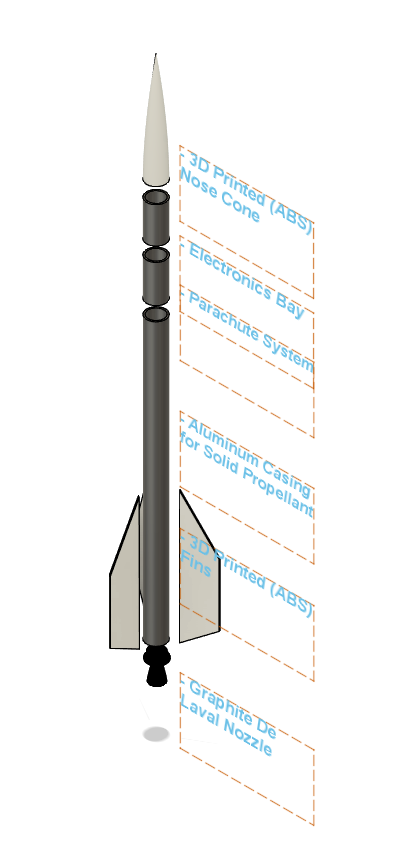 - 3D Printed (ABS)
Nose Cone
- Electronics Bay
- Parachute System
- Aluminum Casing
for Solid Propellant
- 3D Printed (ABS)
Fins
- Graphite De
Laval Nozzle